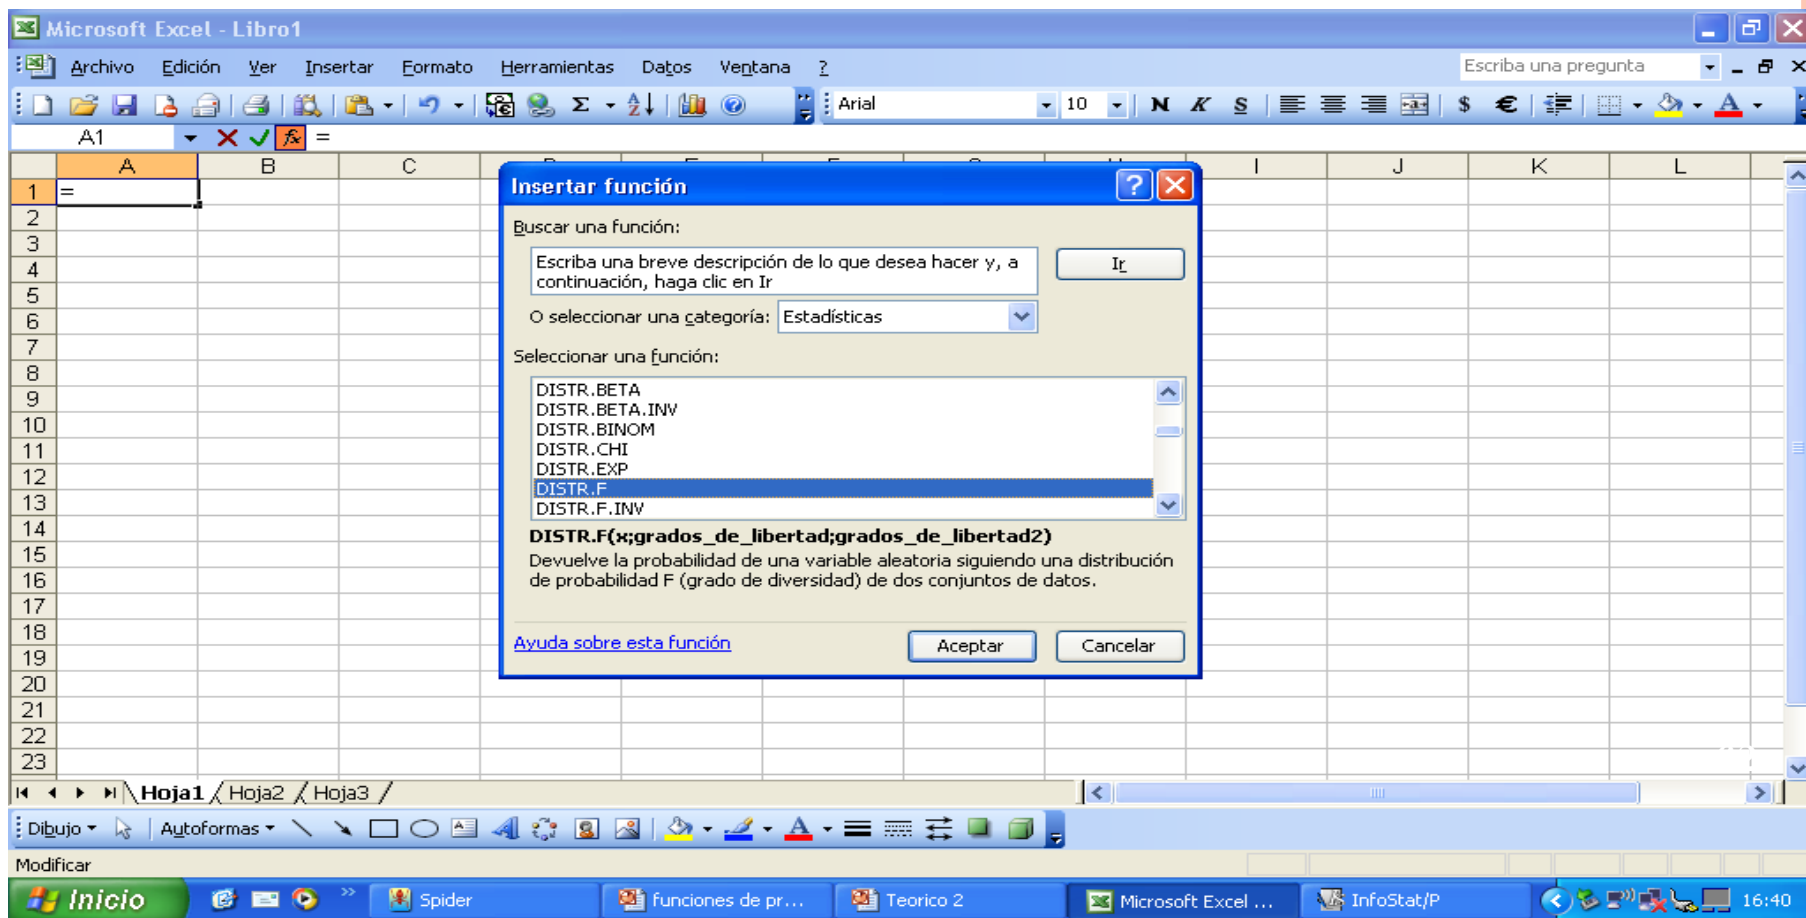 Microsoft Excel - Libro1
Archivo Edición Ver Insertar Formato Herramientas Datos Ventana ? Escriba una pregunta
Arial 10 N K S $ €
A1 =
A B C I J K L
1 =
2
3
4
5
6
7
8
9
10
11
12
13
14
15
16
17
18
19
20
21
22
23
Insertar función
Buscar una función:
Escriba una breve descripción de lo que desea hacer y, a
continuación, haga clic en Ir
Ir
O seleccionar una categoría: Estadísticas
Seleccionar una función:
DISTR.BETA
DISTR.BETA.INV
DISTR.BINOM
DISTR.CHI
DISTR.EXP
DISTR.F
DISTR.F.INV
DISTR.F(x;grados_de_libertad;grados_de_libertad2)
Devuelve la probabilidad de una variable aleatoria siguiendo una distribución
de probabilidad F (grado de diversidad) de dos conjuntos de datos.
Ayuda sobre esta función Aceptar Cancelar
Hoja1 Hoja2 Hoja3
Dibujo Autoformas
Modificar
Inicio Spider funciones de pr... Teorico 2 Microsoft Excel ... InfoStat/P 16:40